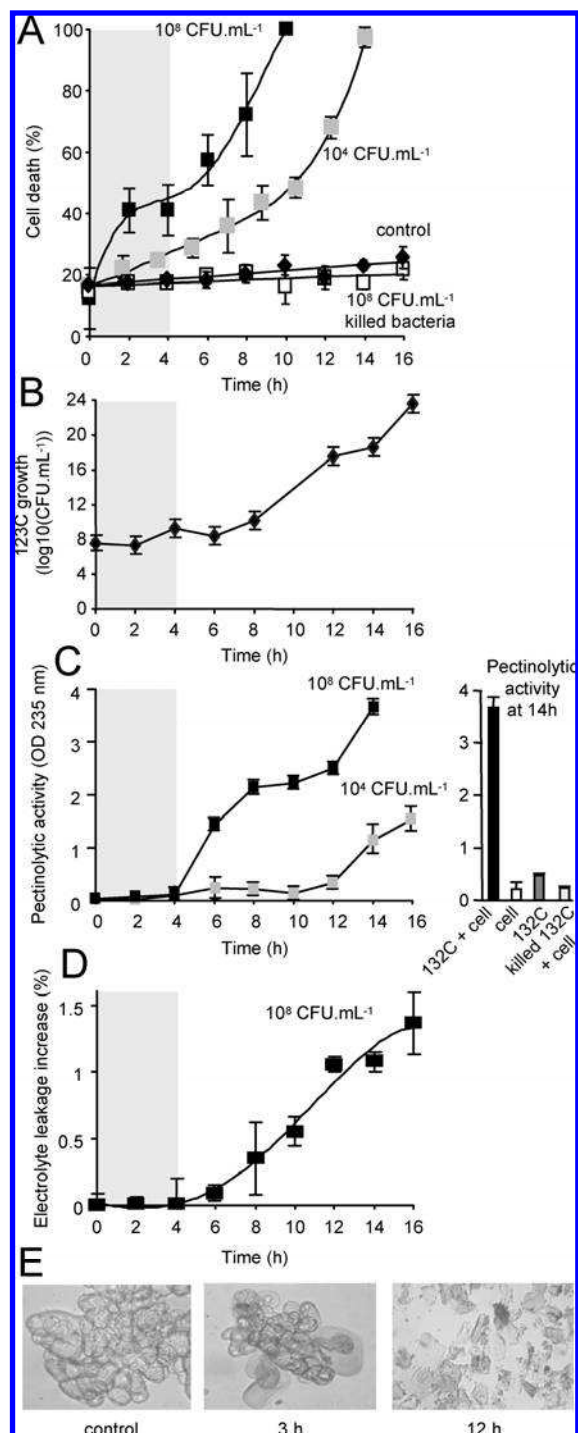 A
10⁸ CFU.mL⁻¹
10⁴ CFU.mL⁻¹
control
10⁸ CFU.mL⁻¹
killed bacteria
Cell death (%)
100
80
60
40
20
0
0 2 4 6 8 10 12 14 16
Time (h)
B
123C growth
(log10(CFU.mL⁻¹))
24
20
16
12
8
4
0
0 2 4 6 8 10 12 14 16
Time (h)
C
10⁸ CFU.mL⁻¹
10⁴ CFU.mL⁻¹
Pectinolytic activity (OD 235 nm)
4
3
2
1
0
0 2 4 6 8 10 12 14 16
Time (h)
Pectinolytic
activity
at 14h
4
3
2
1
0
132C + cell
cell
132C
killed 132C
+ cell
D
10⁸ CFU.mL⁻¹
Electrolyte leakage increase (%)
1.5
1
0.5
0
0 2 4 6 8 10 12 14 16
Time (h)
E
control
3 h
12 h